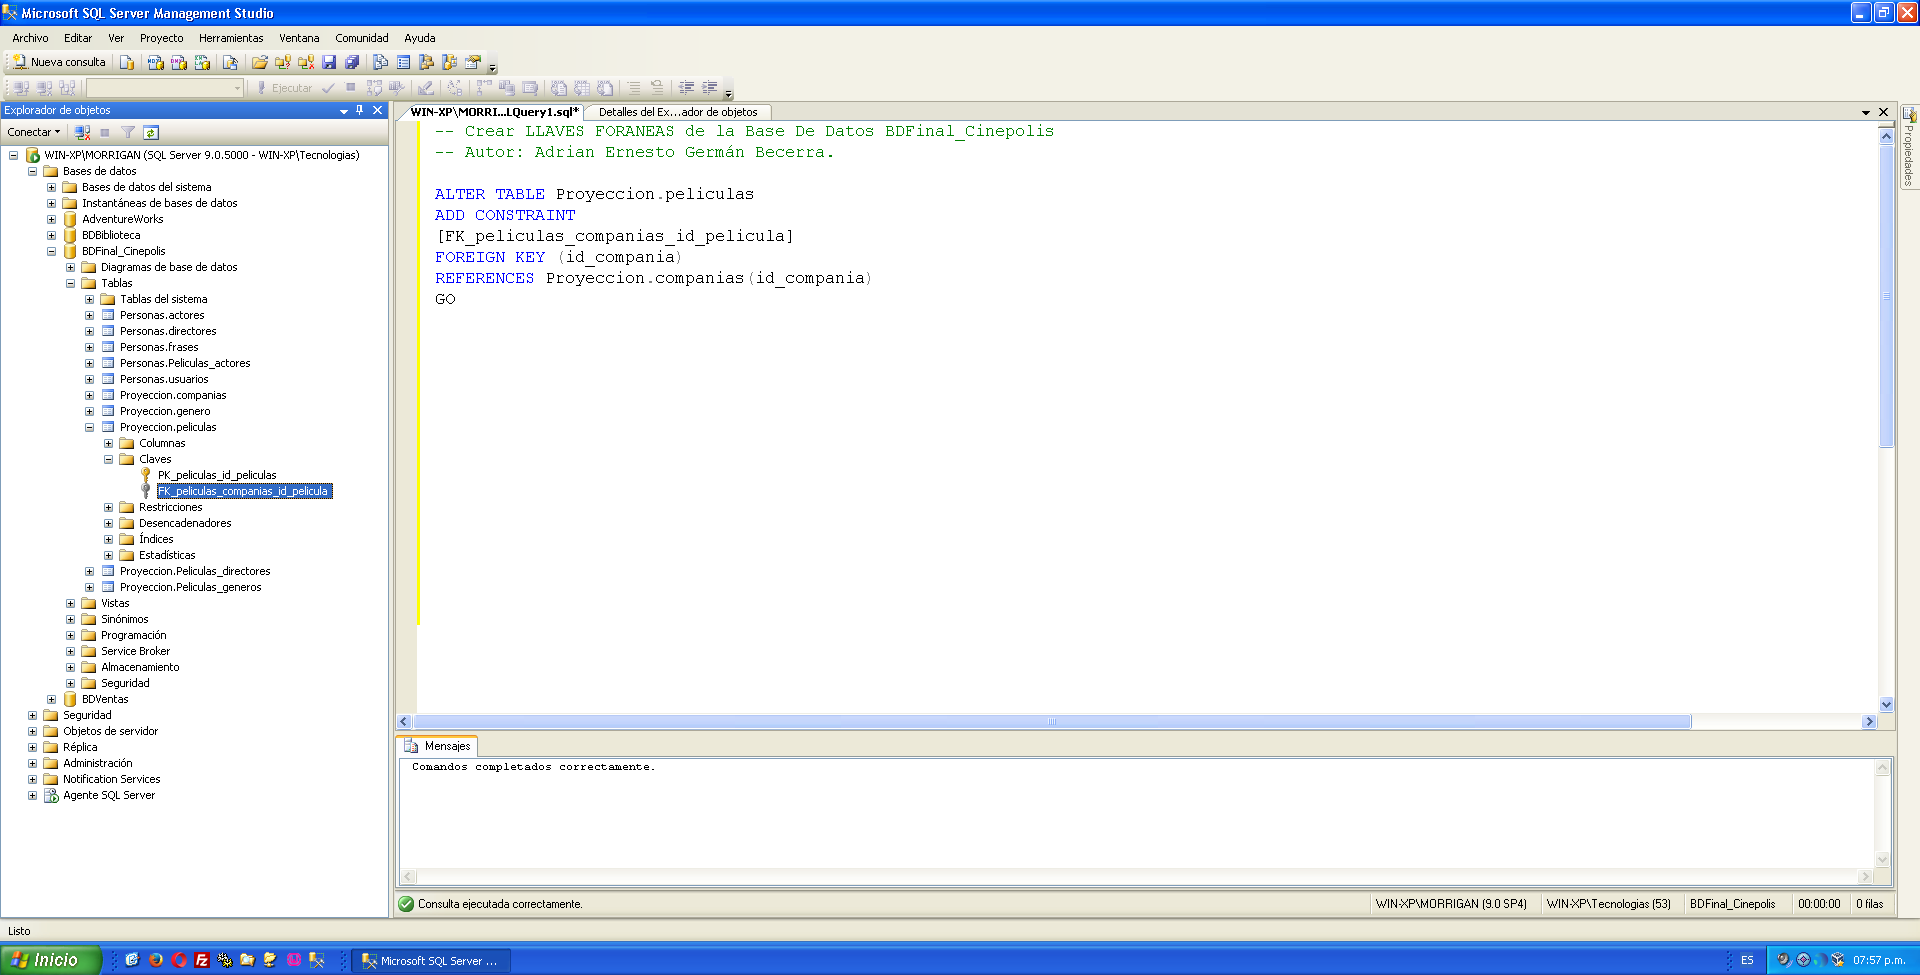 Microsoft SQL Server Management Studio
Archivo Editar Ver Proyecto Herramientas Ventana Comunidad Ayuda
Nueva consulta
Ejecutar
Explorador de objetos
Conectar
WIN-XP\MORRIGAN (SQL Server 9.0.5000 - WIN-XP\Tecnologias)
Bases de datos
Bases de datos del sistema
Instantáneas de bases de datos
AdventureWorks
BDBiblioteca
BDFinal_Cinepolis
Diagramas de base de datos
Tablas
Tablas del sistema
Personas.actores
Personas.directores
Personas.frases
Personas.Peliculas_actores
Personas.usuarios
Proyeccion.companias
Proyeccion.genero
Proyeccion.peliculas
Columnas
Claves
PK_peliculas_id_peliculas
FK_peliculas_companias_id_pelicula
Restricciones
Desencadenadores
Índices
Estadísticas
Proyeccion.Peliculas_directores
Proyeccion.Peliculas_generos
Vistas
Sinónimos
Programación
Service Broker
Almacenamiento
Seguridad
BDVentas
Seguridad
Objetos de servidor
Réplica
Administración
Notification Services
Agente SQL Server
WIN-XP\MORRI...LQuery1.sql* Detalles del Ex...ador de objetos
-- Crear LLAVES FORANEAS de la Base De Datos BDFinal_Cinepolis
-- Autor: Adrian Ernesto Germán Becerra.
ALTER TABLE Proyeccion.peliculas
ADD CONSTRAINT
[FK_peliculas_companias_id_pelicula]
FOREIGN KEY (id_compania)
REFERENCES Proyeccion.companias(id_compania)
GO
Propiedades
Mensajes
Comandos completados correctamente.
Consulta ejecutada correctamente. WIN-XP\MORRIGAN (9.0 SP4) WIN-XP\Tecnologias (53) BDFinal_Cinepolis 00:00:00 0 filas
Listo
Inicio Microsoft SQL Server ... ES 07:57 p.m.